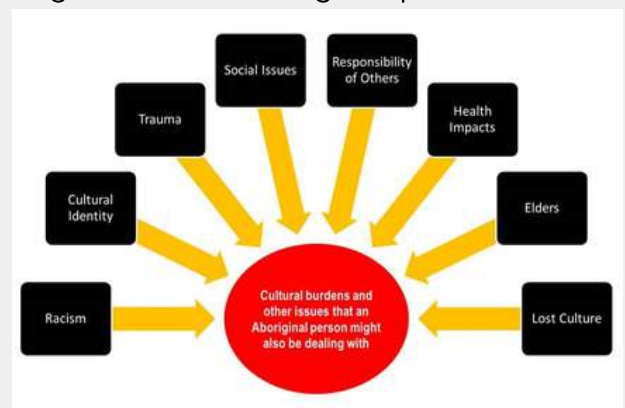 Social Issues
Responsibility
of Others
Trauma
Health
Impacts
Cultural
Identity
Elders
Racism
Cultural burdens and
other issues that an
Aboriginal person might
also be dealing with
Lost Culture